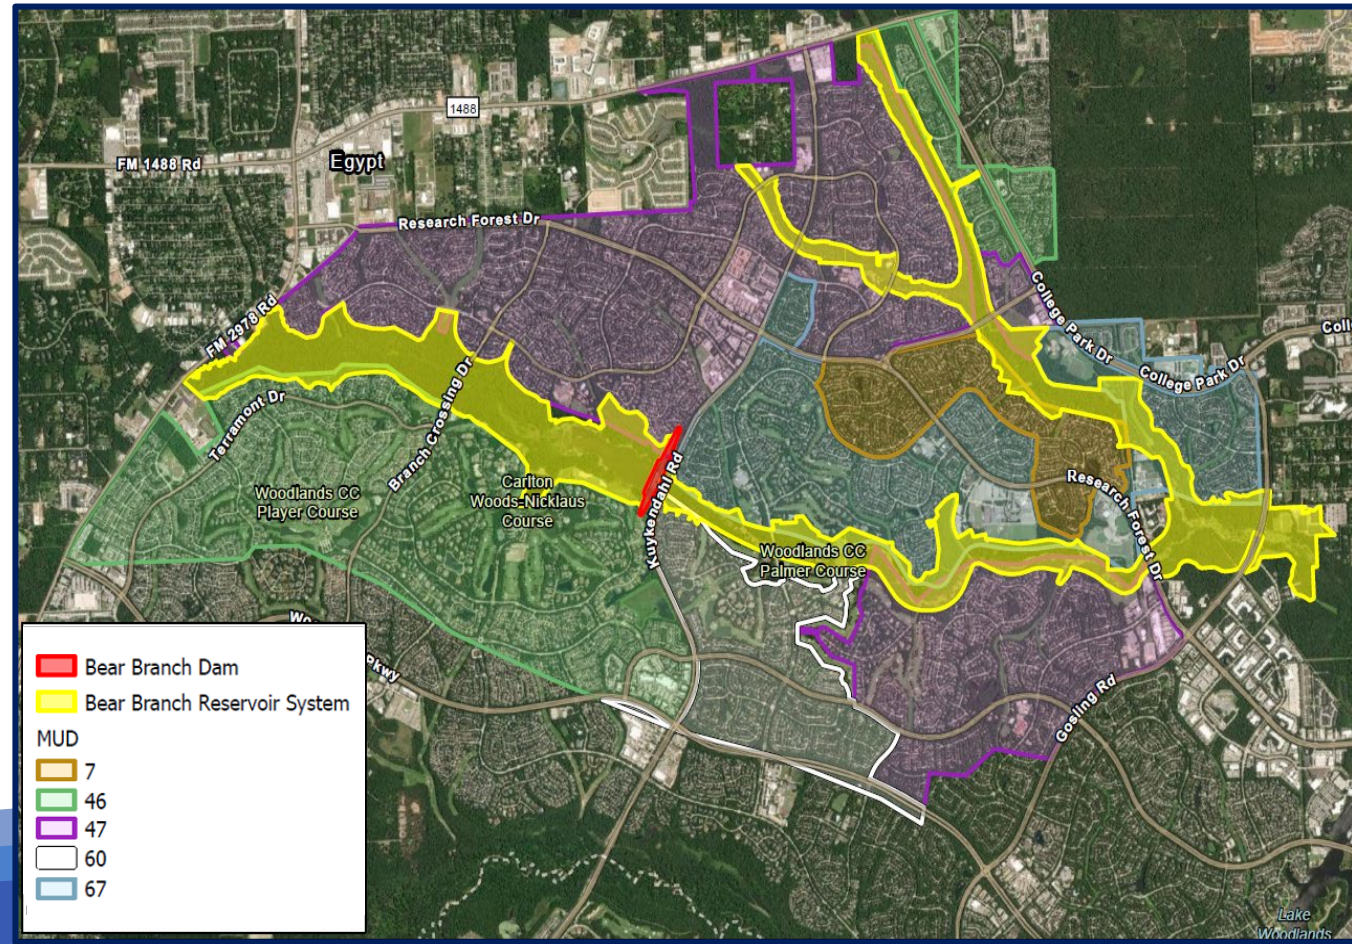 1488
FM 1488 Rd
Egypt
Research Forest Dr
College Park Dr
FM 2978 Rd
College Park Dr
Terramont Dr
Branch Crossing Dr
Kuykendahl Rd
Carlton
Woods-Nicklaus
Course
Woodlands CC
Player Course
Research Forest Dr
Woodlands CC
Palmer Course
Pkwy
Gosling Rd
Lake
Woodlands
Bear Branch Dam
Bear Branch Reservoir System
MUD
7
46
47
60
67